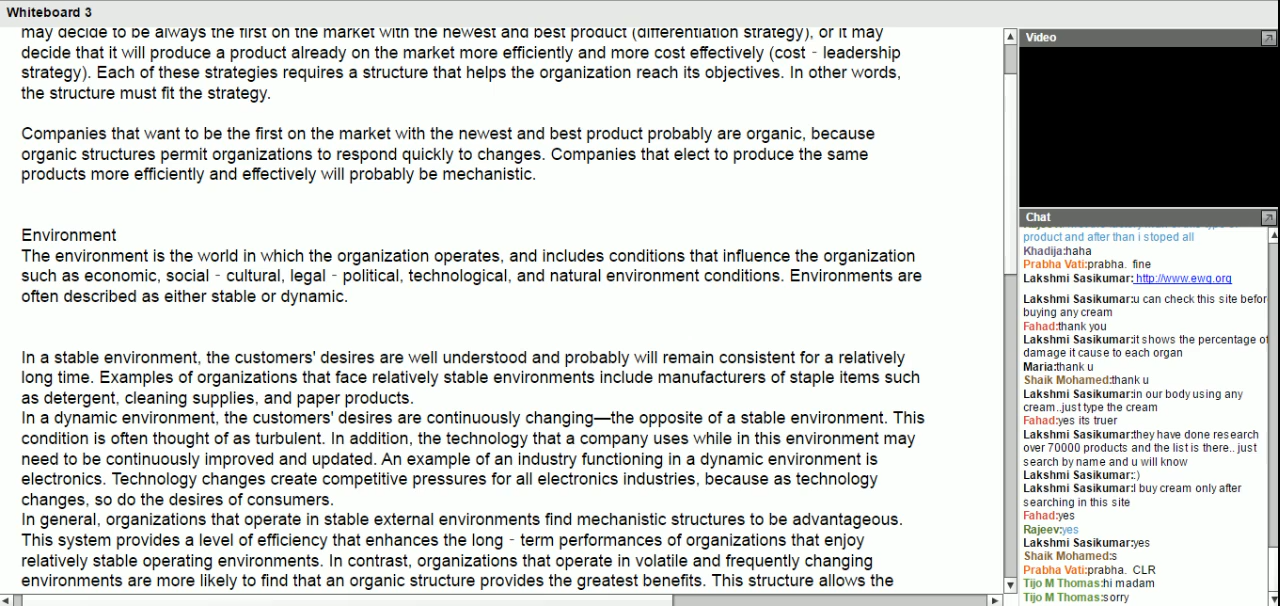 Whiteboard 3
may decide to be always the first on the market with the newest and best product (differentiation strategy), or it may
decide that it will produce a product already on the market more efficiently and more cost effectively (cost - leadership
strategy). Each of these strategies requires a structure that helps the organization reach its objectives. In other words,
the structure must fit the strategy.
Companies that want to be the first on the market with the newest and best product probably are organic, because
organic structures permit organizations to respond quickly to changes. Companies that elect to produce the same
products more efficiently and effectively will probably be mechanistic.
Environment
The environment is the world in which the organization operates, and includes conditions that influence the organization
such as economic, social - cultural, legal - political, technological, and natural environment conditions. Environments are
often described as either stable or dynamic.
In a stable environment, the customers' desires are well understood and probably will remain consistent for a relatively
long time. Examples of organizations that face relatively stable environments include manufacturers of staple items such
as detergent, cleaning supplies, and paper products.
In a dynamic environment, the customers' desires are continuously changing—the opposite of a stable environment. This
condition is often thought of as turbulent. In addition, the technology that a company uses while in this environment may
need to be continuously improved and updated. An example of an industry functioning in a dynamic environment is
electronics. Technology changes create competitive pressures for all electronics industries, because as technology
changes, so do the desires of consumers.
In general, organizations that operate in stable external environments find mechanistic structures to be advantageous.
This system provides a level of efficiency that enhances the long - term performances of organizations that enjoy
relatively stable operating environments. In contrast, organizations that operate in volatile and frequently changing
environments are more likely to find that an organic structure provides the greatest benefits. This structure allows the
Video
Chat
product and after than i stoped all
Khadija:haha
Prabha Vati:prabha. fine
Lakshmi Sasikumar: http://www.ewg.org
Lakshmi Sasikumar:u can check this site befor
buying any cream
Fahad:thank you
Lakshmi Sasikumar:it shows the percentage of
damage it cause to each organ
Maria:thank u
Shaik Mohamed:thank u
Lakshmi Sasikumar:in our body using any
cream..just type the cream
Fahad:yes its truer
Lakshmi Sasikumar:they have done research
over 70000 products and the list is there.. just
search by name and u will know
Lakshmi Sasikumar::)
Lakshmi Sasikumar:I buy cream only after
searching in this site
Fahad:yes
Rajeev:yes
Lakshmi Sasikumar:yes
Shaik Mohamed:s
Prabha Vati:prabha. CLR
Tijo M Thomas:hi madam
Tijo M Thomas:sorry